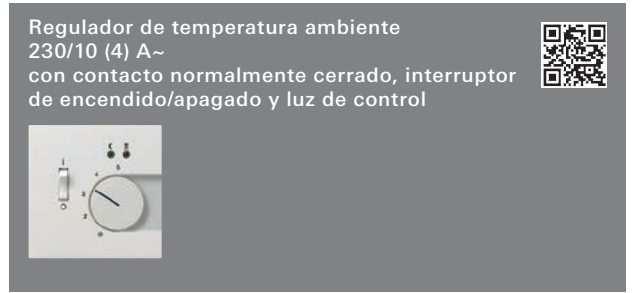 Regulador de temperatura ambiente
230/10 (4) A~
con contacto normalmente cerrado, interruptor
de encendido/apagado y luz de control